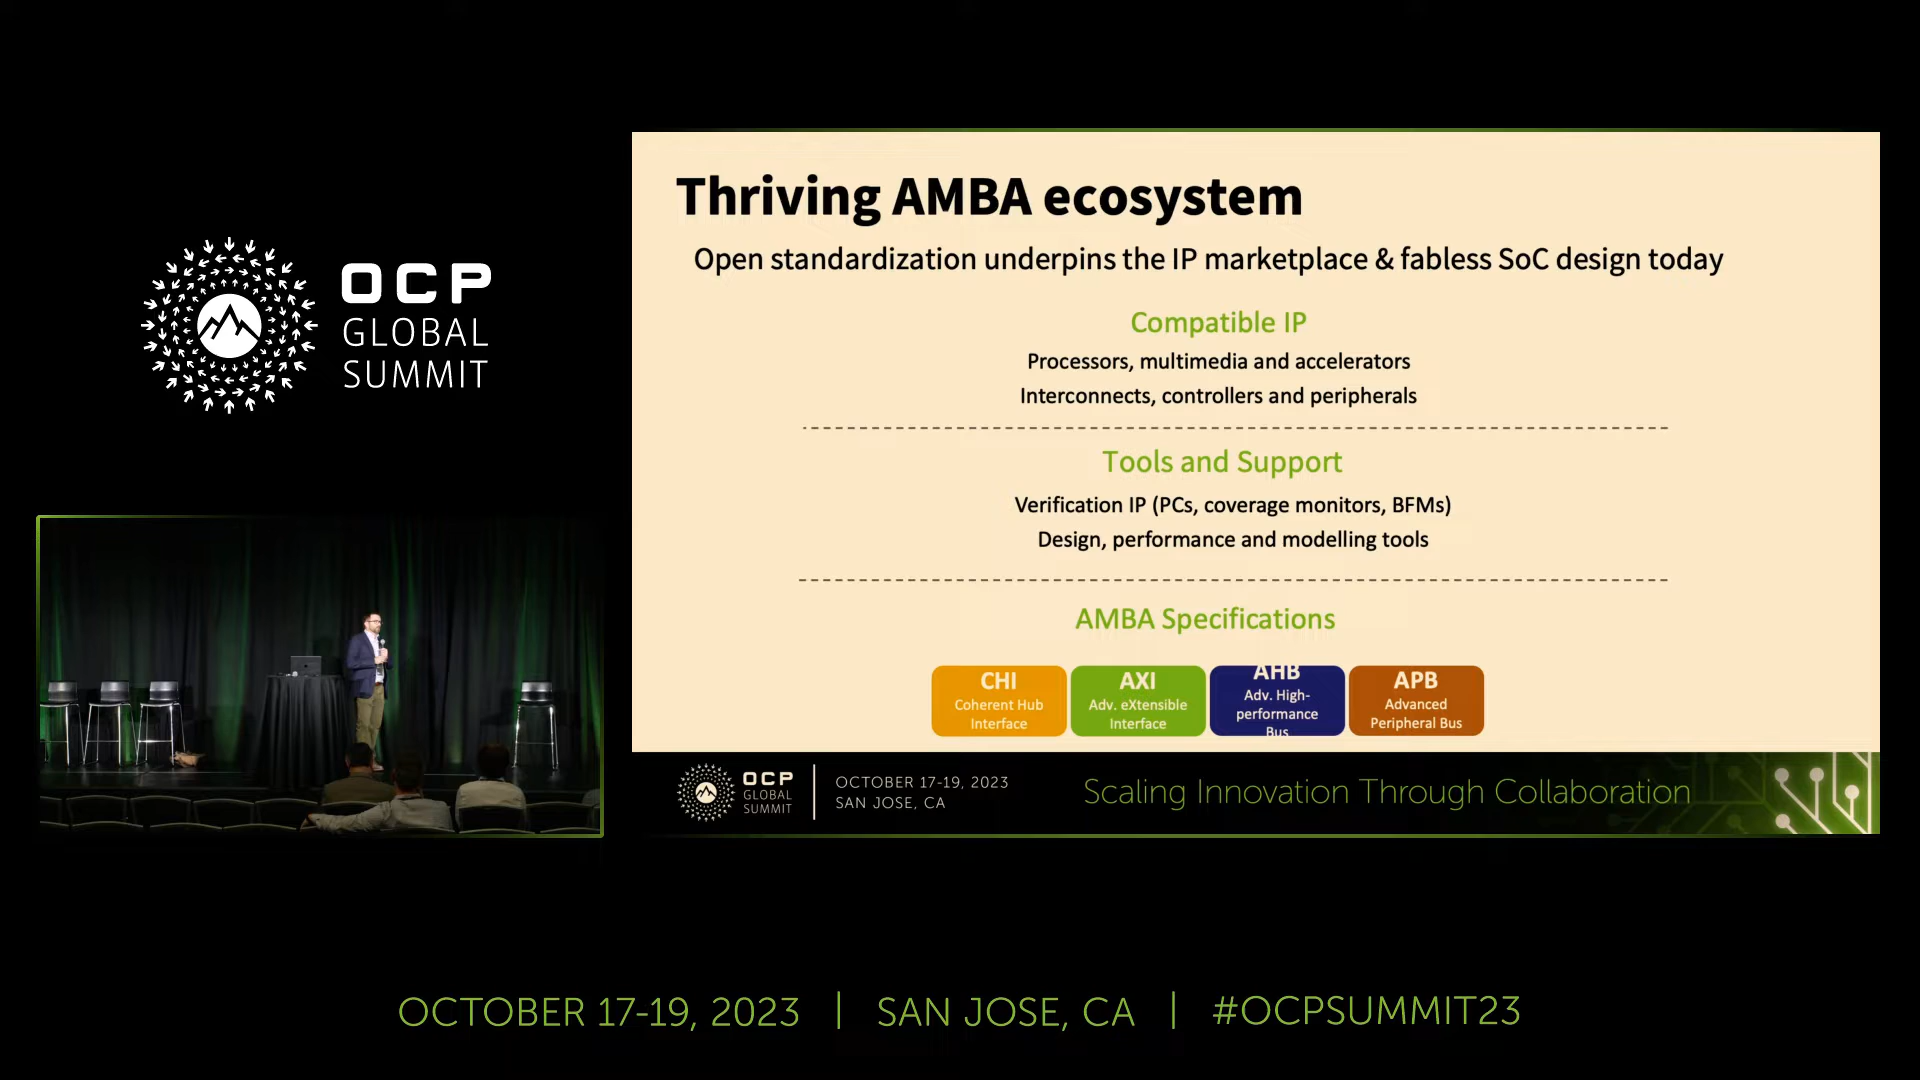 OCP
GLOBAL
SUMMIT
Thriving AMBA ecosystem
Open standardization underpins the IP marketplace & fabless SoC design today
Compatible IP
Processors, multimedia and accelerators
Interconnects, controllers and peripherals
Tools and Support
Verification IP (PCs, coverage monitors, BFMs)
Design, performance and modelling tools
AMBA Specifications
CHI
Coherent Hub
Interface
AXI
Adv. eXtensible
Interface
AHB
Adv. High-
performance
Bus
APB
Advanced
Peripheral Bus
OCP
GLOBAL
SUMMIT
OCTOBER 17-19, 2023
SAN JOSE, CA
Scaling Innovation Through Collaboration
OCTOBER 17-19, 2023 | SAN JOSE, CA | #OCPSUMMIT23